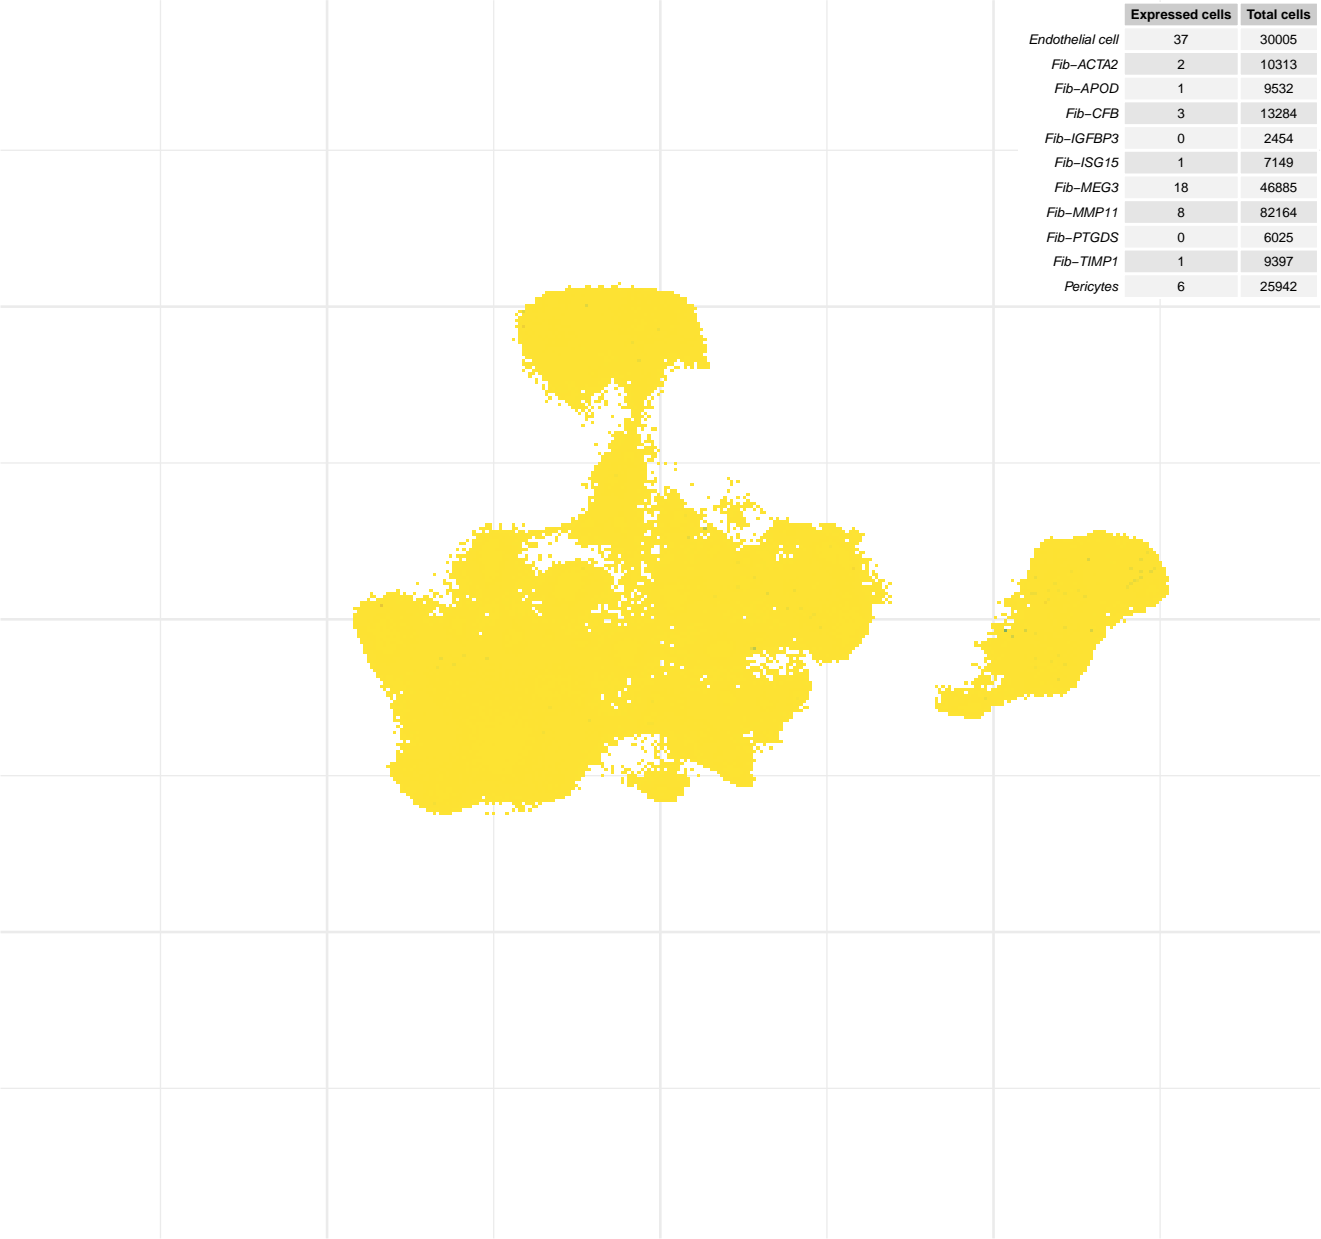 Expressed cells Total cells
Endothelial cell 37 30005
Fib−ACTA2 2 10313
Fib−APOD 1 9532
Fib−CFB 3 13284
Fib−IGFBP3 0 2454
Fib−ISG15 1 7149
Fib−MEG3 18 46885
Fib−MMP11 8 82164
Fib−PTGDS 0 6025
Fib−TIMP1 1 9397
Pericytes 6 25942